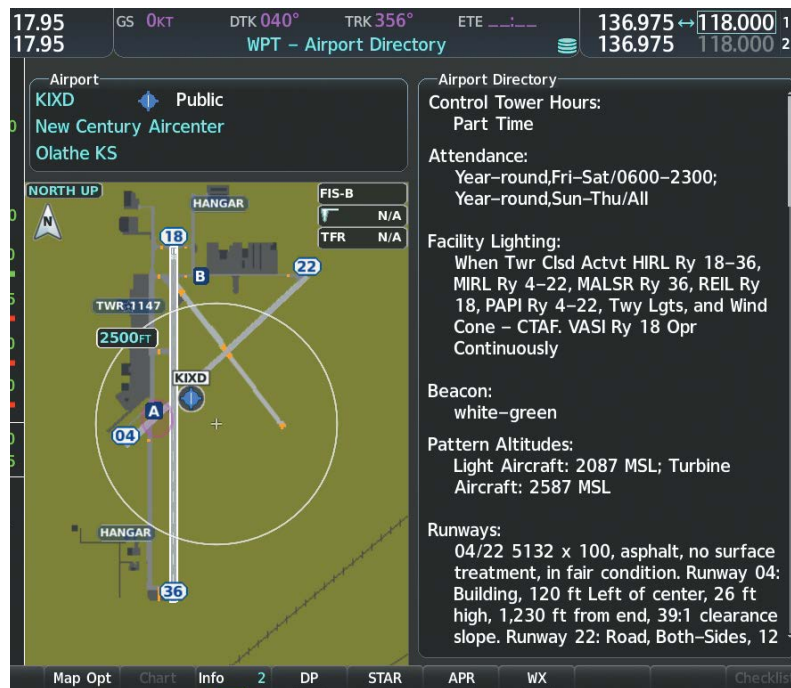 17.95
17.95
GS 0KT DTK 040° TRK 356° ETE __:__
WPT – Airport Directory
136.975 ↔ 118.000 1
136.975 118.000 2
Airport
KIXD Public
New Century Aircenter
Olathe KS
NORTH UP
N
HANGAR
FIS-B
N/A
TFR N/A
18
B
22
TWR 1147
2500FT
KIXD
A
04
HANGAR
36
Airport Directory
Control Tower Hours:
Part Time
Attendance:
Year–round,Fri–Sat/0600–2300;
Year–round,Sun–Thu/All
Facility Lighting:
When Twr Clsd Actvt HIRL Ry 18–36,
MIRL Ry 4–22, MALSR Ry 36, REIL Ry
18, PAPI Ry 4–22, Twy Lgts, and Wind
Cone – CTAF. VASI Ry 18 Opr
Continuously
Beacon:
white–green
Pattern Altitudes:
Light Aircraft: 2087 MSL; Turbine
Aircraft: 2587 MSL
Runways:
04/22 5132 x 100, asphalt, no surface
treatment, in fair condition. Runway 04:
Building, 120 ft Left of center, 26 ft
high, 1,230 ft from end, 39:1 clearance
slope. Runway 22: Road, Both–Sides, 12
Map Opt Chart Info 2 DP STAR APR WX Checklis